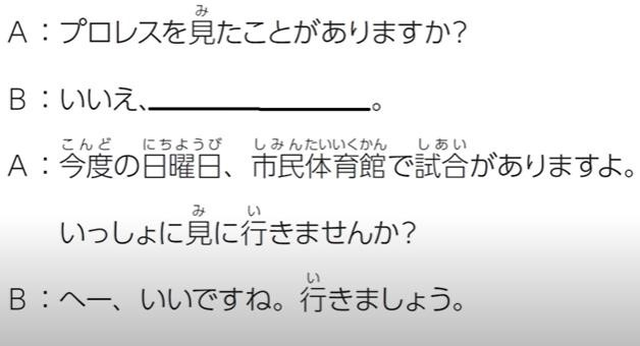 A：プロレスを見たことがありますか？
B：いいえ、＿＿＿＿＿＿＿＿。
A：今度の日曜日、市民体育館で試合がありますよ。
いっしょに見に行きませんか？
B：へー、いいですね。行きましょう。